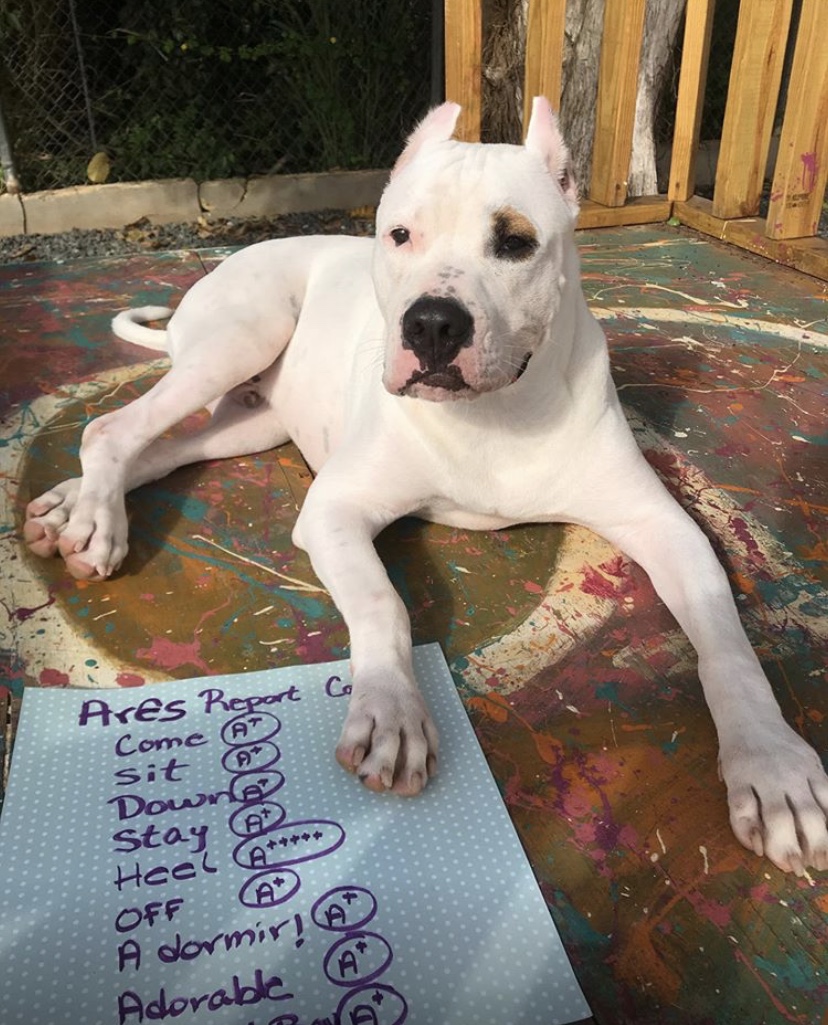 AreS Report
Come A+
Sit A+
Down A+
Stay A+
Heel A+++++
OFF A+
A dormir! A+
Adorable A+
A+